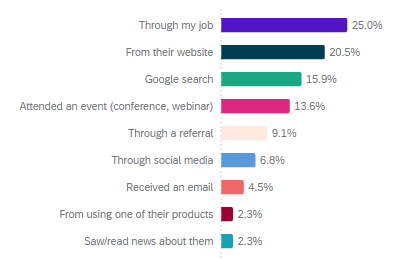 Through my job 25.0%
From their website 20.5%
Google search 15.9%
Attended an event (conference, webinar) 13.6%
Through a referral 9.1%
Through social media 6.8%
Received an email 4.5%
From using one of their products 2.3%
Saw/read news about them 2.3%